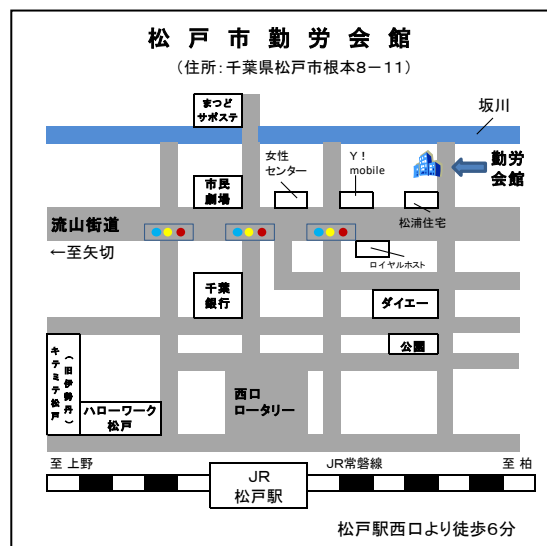 松戸市勤労会館
（住所：千葉県松戸市根本８－１１）
まつど
サポステ
坂川
女性
センター
Ｙ！
mobile
勤労
会館
市民
劇場
松浦住宅
流山街道
←至矢切
ロイヤルホスト
千葉
銀行
ダイエー
公園
キテミテ松戸
（旧伊勢丹）
西口
ロータリー
ハローワーク
松戸
至 上野
ＪＲ
松戸駅
JR常磐線
至 柏
松戸駅西口より徒歩６分